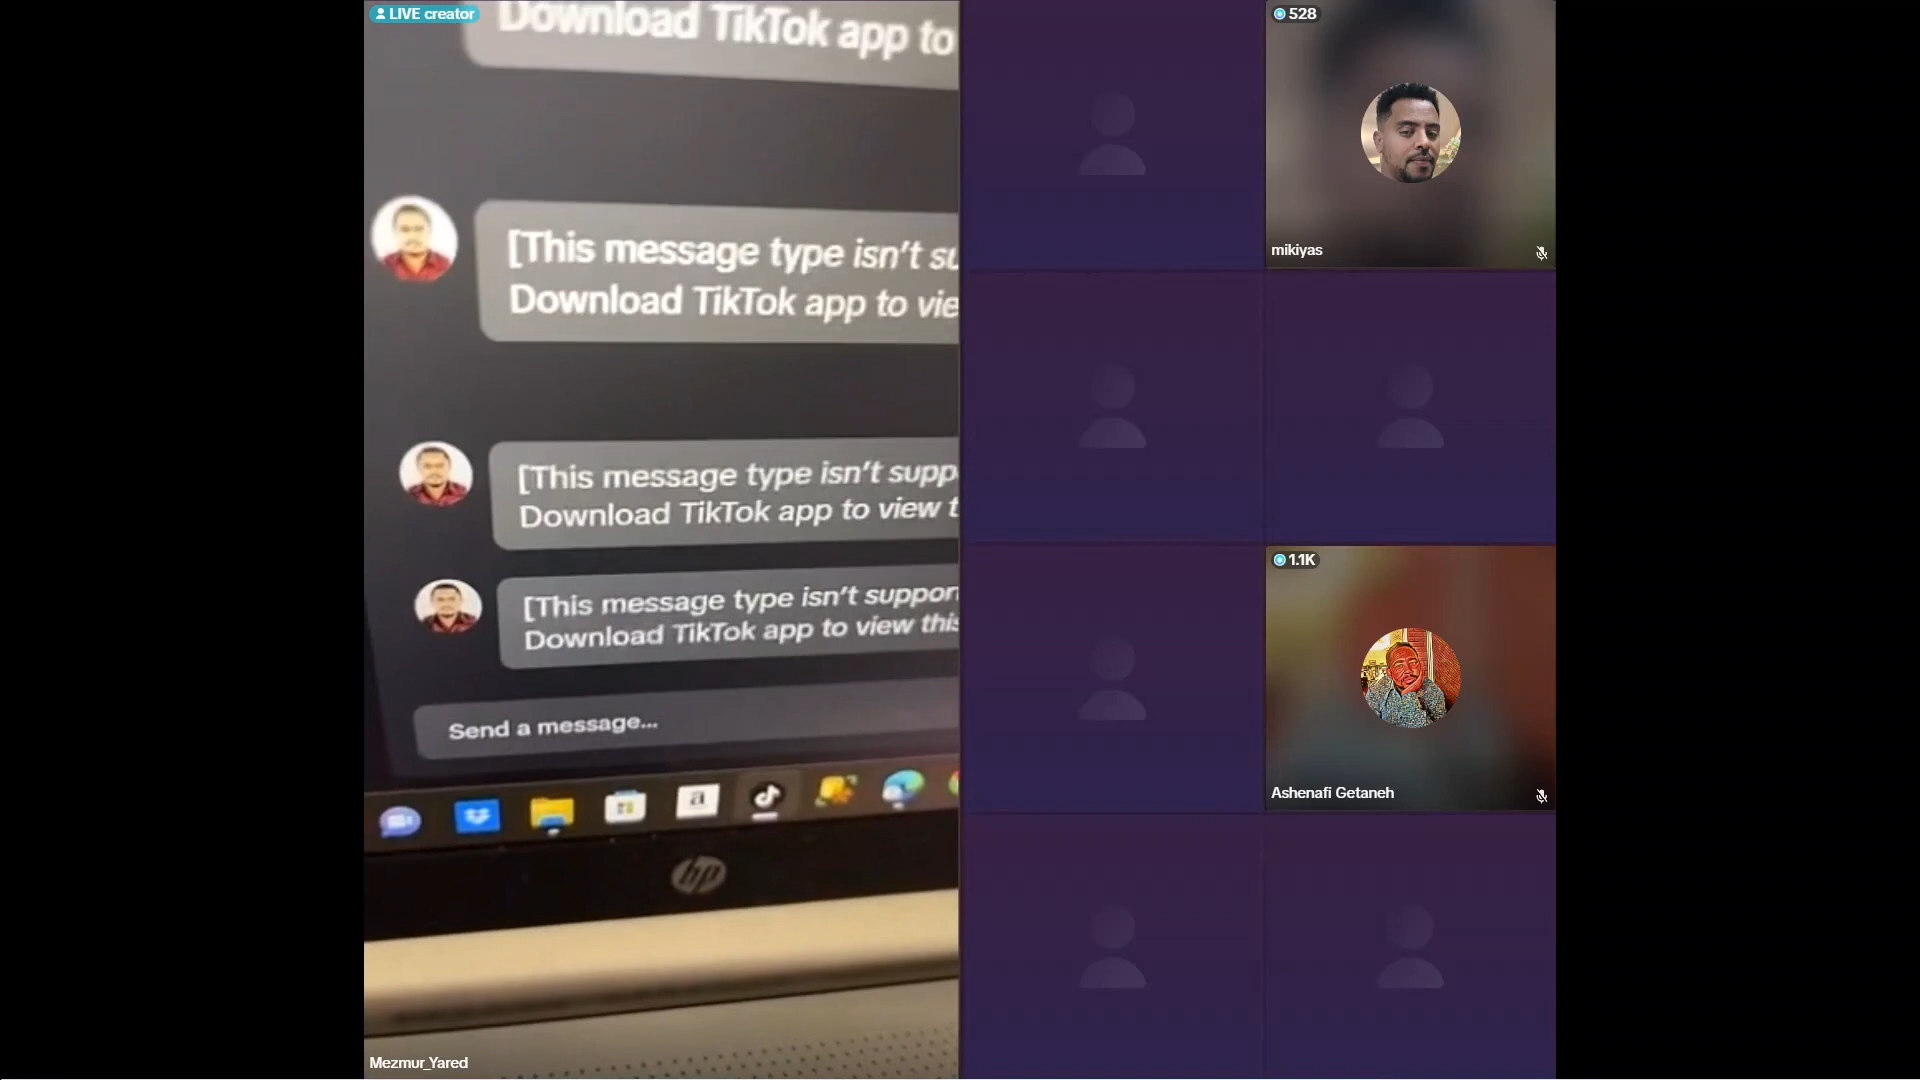 LIVE creator
Download TikTok app to
[This message type isn't su
Download TikTok app to vie
[This message type isn't supp
Download TikTok app to view t
[This message type isn't suppor
Download TikTok app to view this
Send a message...
a
hp
Mezmur_Yared
528
mikiyas
1.1K
Ashenafi Getaneh